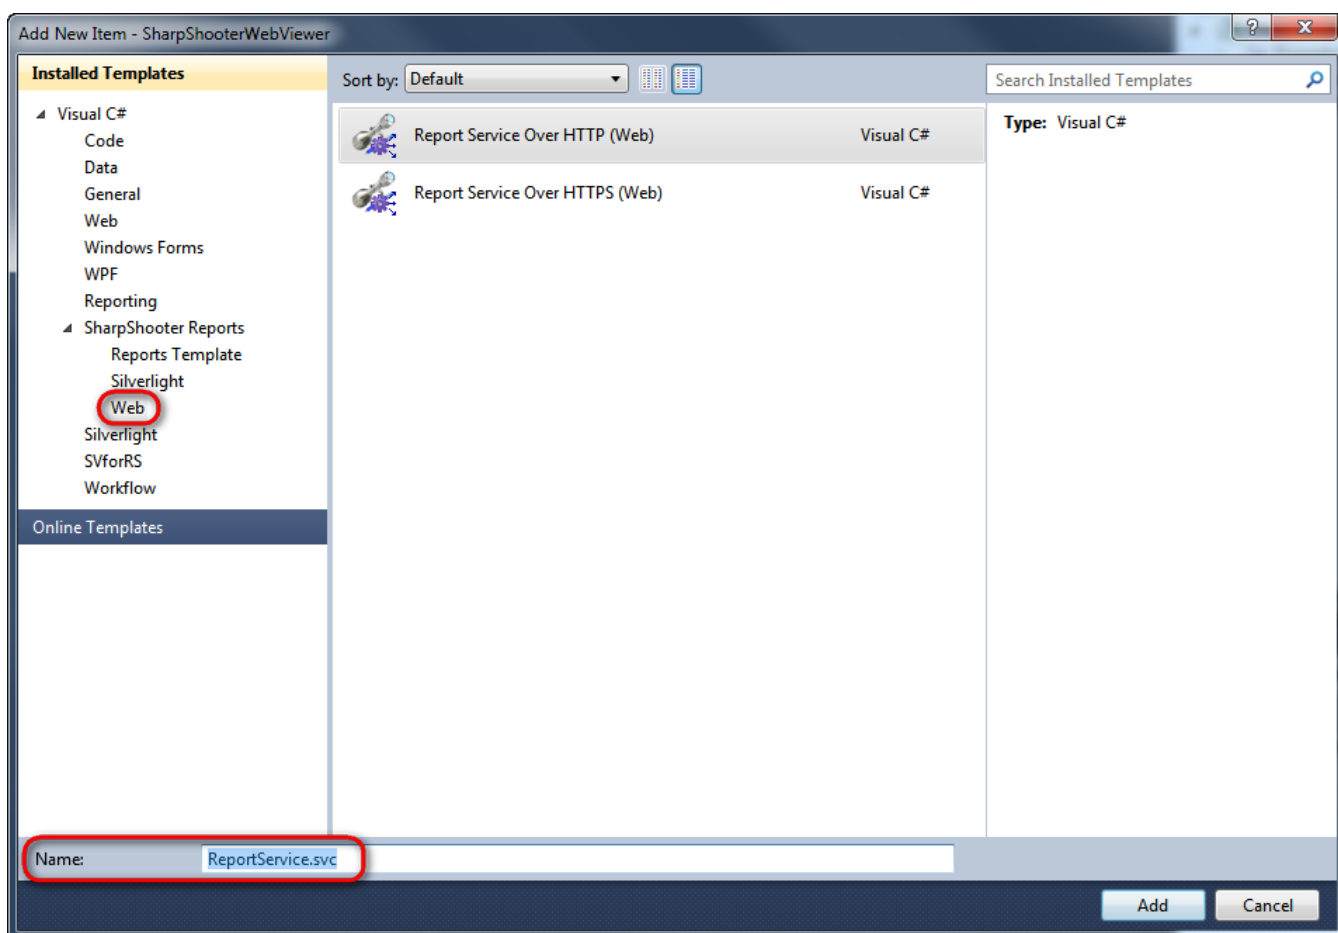 Add New Item - SharpShooterWebViewer
Installed Templates
Sort by: Default
Search Installed Templates
Visual C#
Code
Data
General
Web
Windows Forms
WPF
Reporting
SharpShooter Reports
Reports Template
Silverlight
Web
Silverlight
SVforRS
Workflow
Online Templates
Report Service Over HTTP (Web) Visual C#
Report Service Over HTTPS (Web) Visual C#
Type: Visual C#
Name: ReportService.svc
Add Cancel